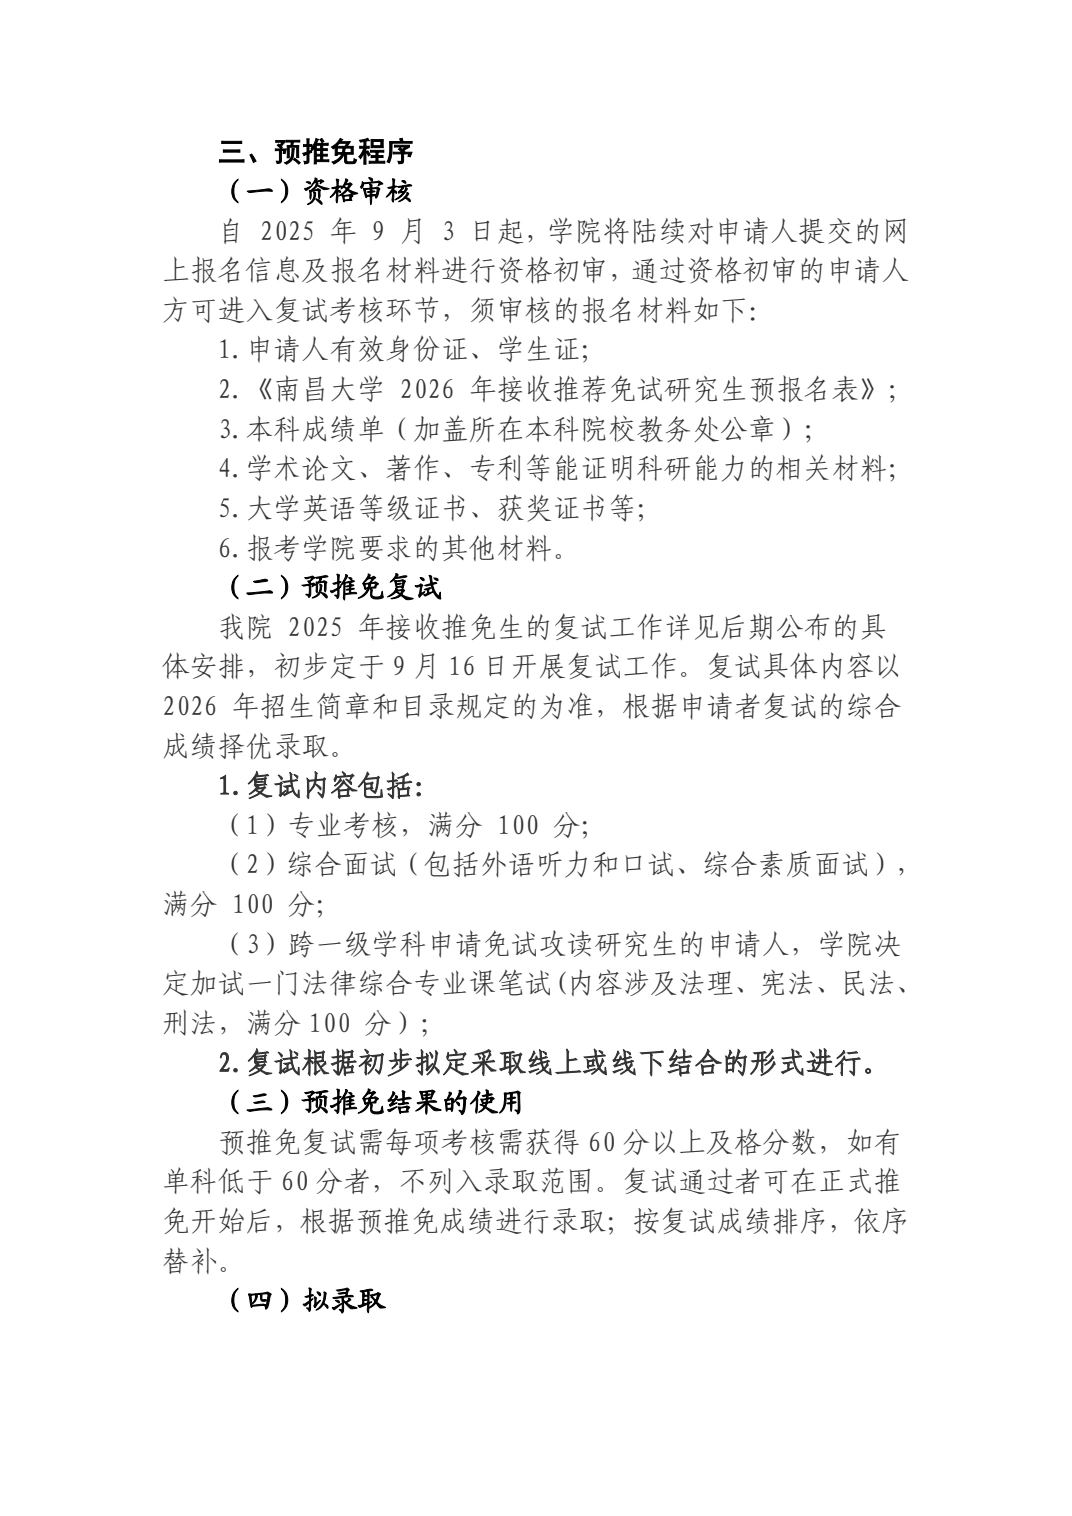 三、预推免程序
（一）资格审核
自 2025 年 9 月 3 日起，学院将陆续对申请人提交的网
上报名信息及报名材料进行资格初审，通过资格初审的申请人
方可进入复试考核环节，须审核的报名材料如下：
1.申请人有效身份证、学生证；
2.《南昌大学 2026 年接收推荐免试研究生预报名表》；
3.本科成绩单（加盖所在本科院校教务处公章）；
4.学术论文、著作、专利等能证明科研能力的相关材料；
5.大学英语等级证书、获奖证书等；
6.报考学院要求的其他材料。
（二）预推免复试
我院 2025 年接收推免生的复试工作详见后期公布的具
体安排，初步定于 9 月 16 日开展复试工作。复试具体内容以
2026 年招生简章和目录规定的为准，根据申请者复试的综合
成绩择优录取。
1.复试内容包括：
（1）专业考核，满分 100 分；
（2）综合面试（包括外语听力和口试、综合素质面试），
满分 100 分；
（3）跨一级学科申请免试攻读研究生的申请人，学院决
定加试一门法律综合专业课笔试(内容涉及法理、宪法、民法、
刑法，满分 100 分）；
2.复试根据初步拟定采取线上或线下结合的形式进行。
（三）预推免结果的使用
预推免复试需每项考核需获得 60 分以上及格分数，如有
单科低于 60 分者，不列入录取范围。复试通过者可在正式推
免开始后，根据预推免成绩进行录取；按复试成绩排序，依序
替补。
（四）拟录取